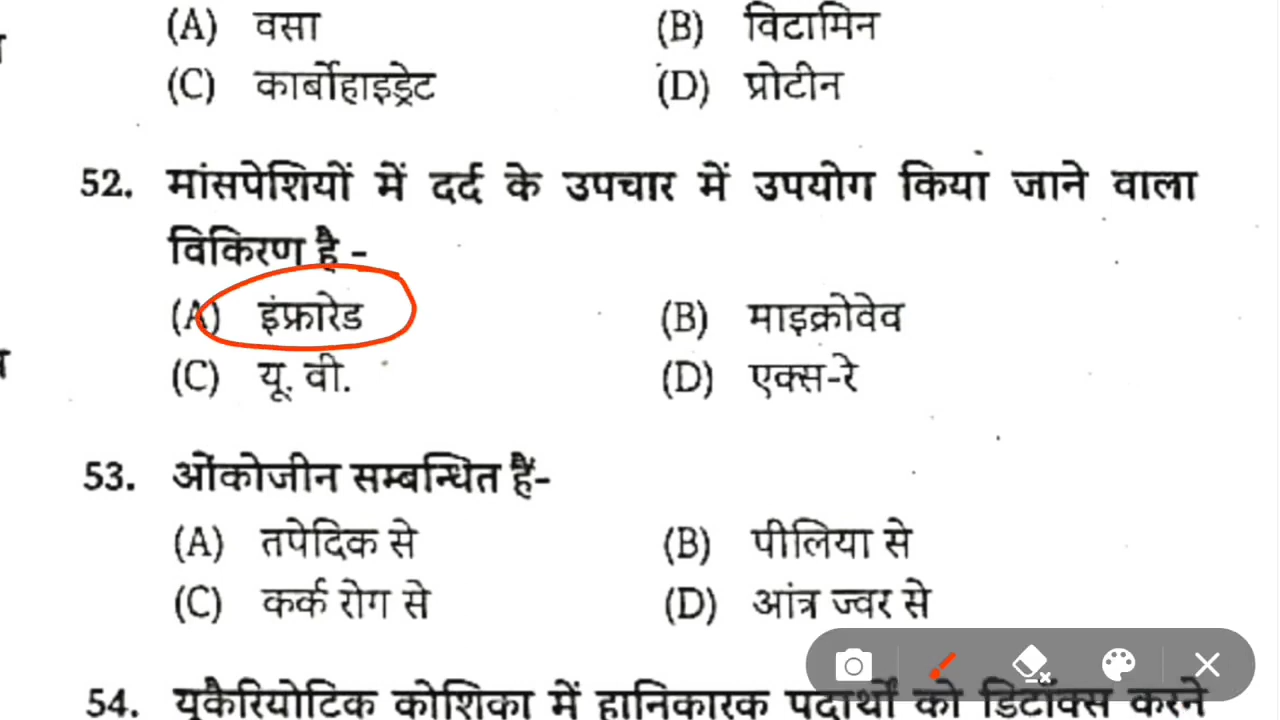 (A) वसा (B) विटामिन
(C) कार्बोहाइड्रेट (D) प्रोटीन
52. मांसपेशियों में दर्द के उपचार में उपयोग किया जाने वाला
विकिरण है -
(A) इंफ्रारेड (B) माइक्रोवेव
(C) यू. वी. (D) एक्स-रे
53. ओंकोजीन सम्बन्धित हैं-
(A) तपेदिक से (B) पीलिया से
(C) कर्क रोग से (D) आंत्र ज्वर से
54. यूकैरियोटिक कोशिका में हानिकारक पदार्थों को डिटॉक्स करने